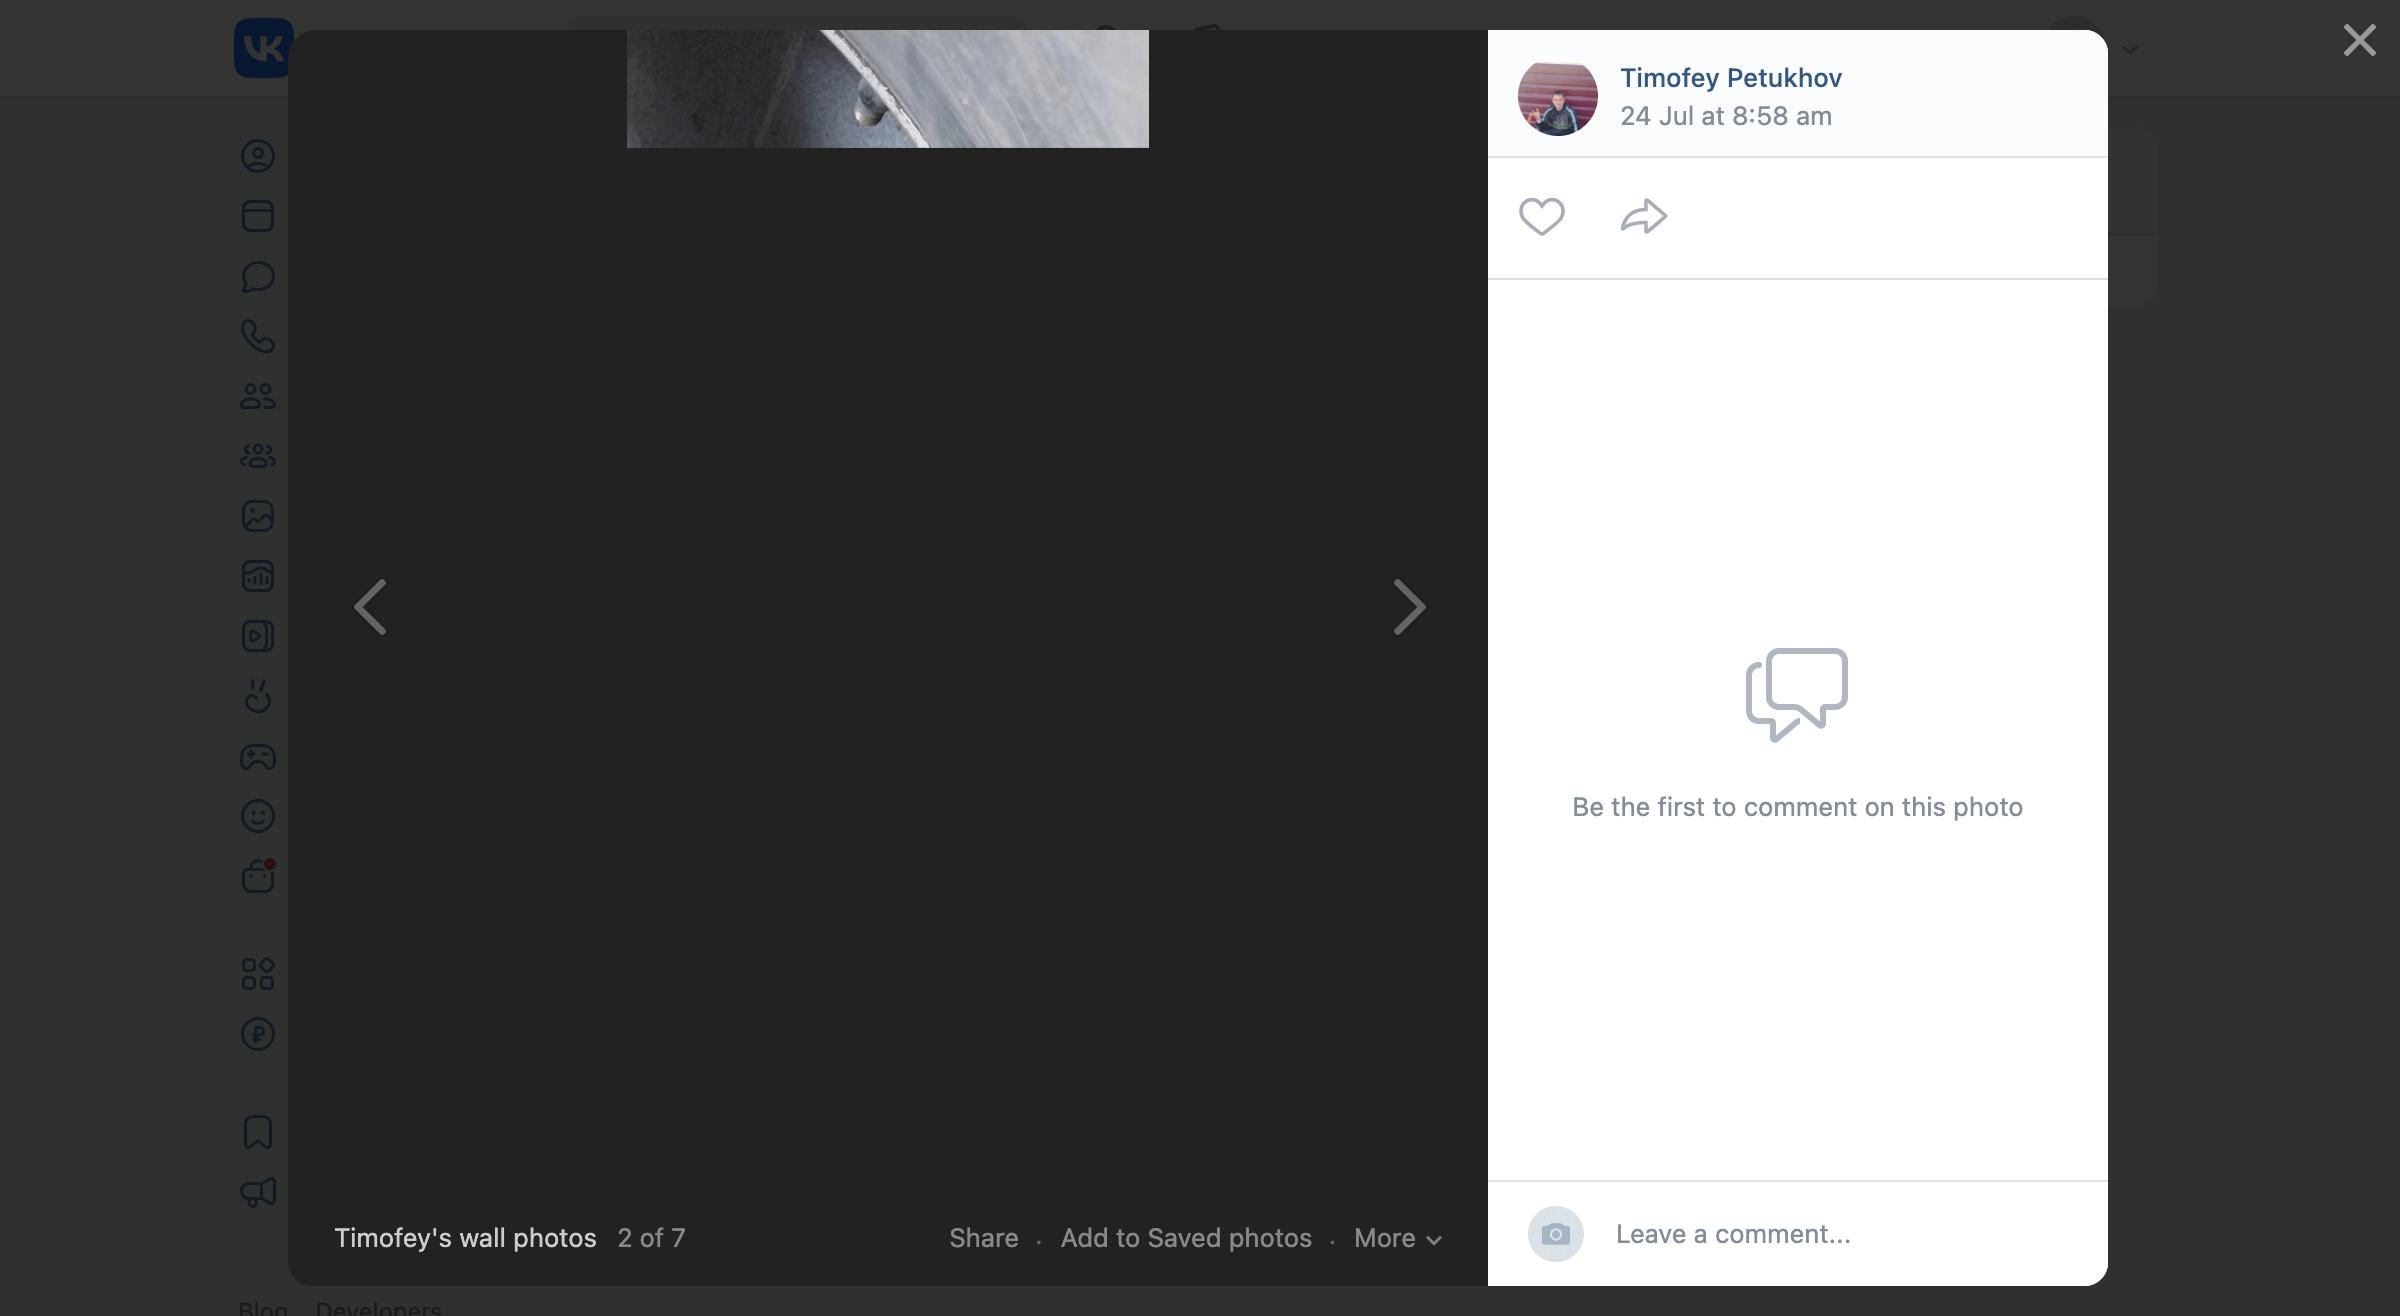 VK
Timofey Petukhov
24 Jul at 8:58 am
Be the first to comment on this photo
Timofey's wall photos 2 of 7
Share . Add to Saved photos . More
Leave a comment...
Blog Developers